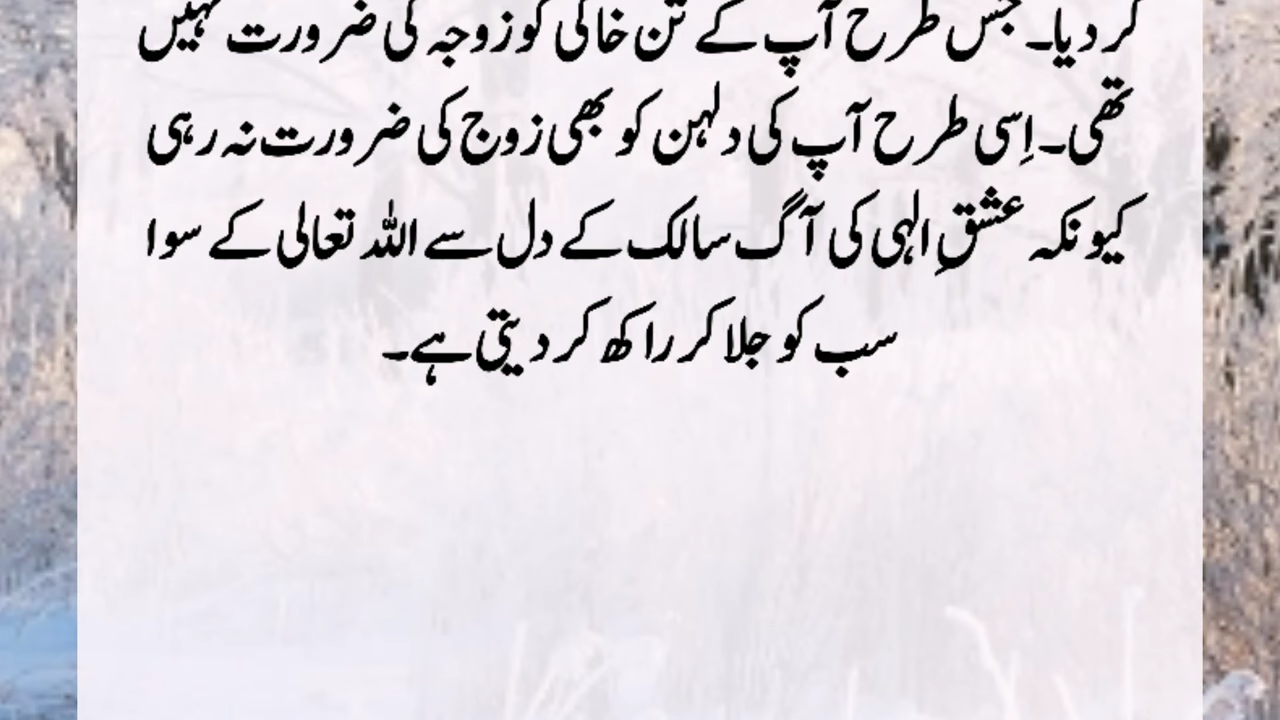 کر دیا۔ جس طرح آپ کے تن خاکی کو زوجہ کی ضرورت نہیں
تھی۔ اِسی طرح آپ کی دلہن کو بھی زوج کی ضرورت نہ رہی
کیونکہ عشقِ الہی کی آگ سالک کے دل سے اللہ تعالی کے سوا
سب کو جلا کر راکھ کر دیتی ہے۔